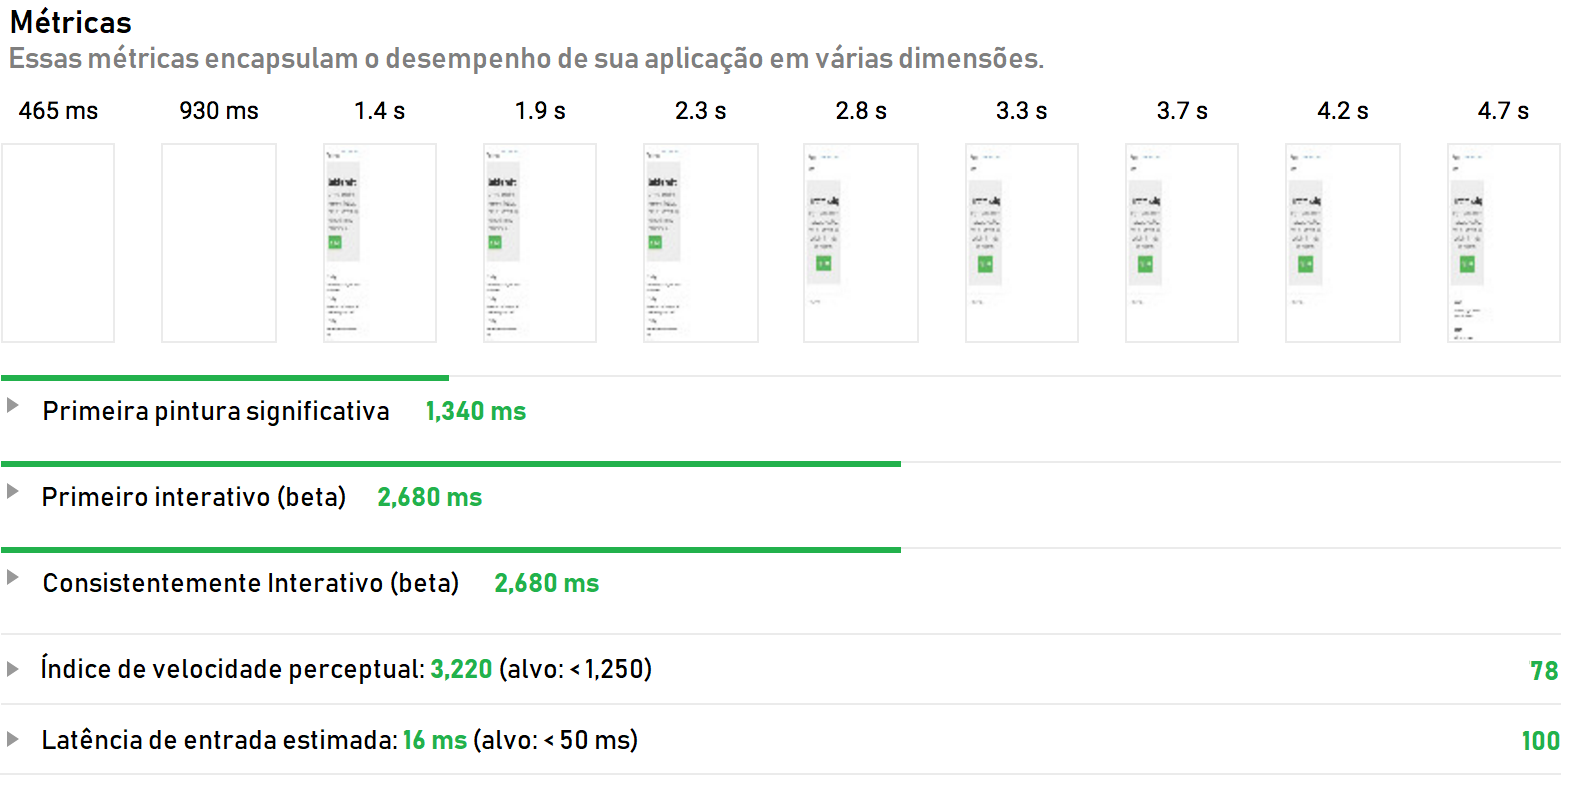 Métricas
Essas métricas encapsulam o desempenho de sua aplicação em várias dimensões.
465 ms 930 ms 1.4 s 1.9 s 2.3 s 2.8 s 3.3 s 3.7 s 4.2 s 4.7 s
Primeira pintura significativa 1,340 ms
Primeiro interativo (beta) 2,680 ms
Consistentemente Interativo (beta) 2,680 ms
Índice de velocidade perceptual: 3,220 (alvo: < 1,250) 78
Latência de entrada estimada: 16 ms (alvo: < 50 ms) 100